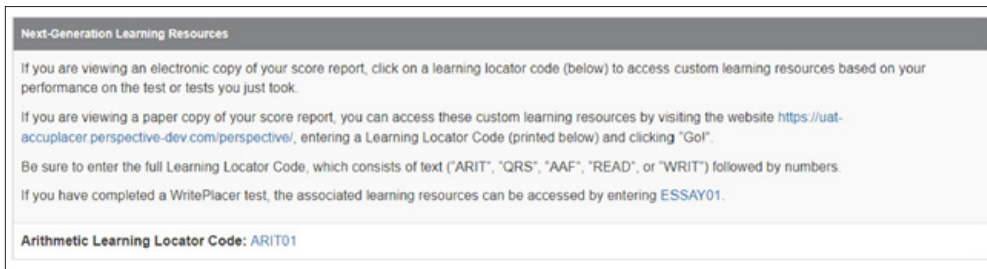 Next-Generation Learning Resources
If you are viewing an electronic copy of your score report, click on a learning locator code (below) to access custom learning resources based on your
performance on the test or tests you just took.
If you are viewing a paper copy of your score report, you can access these custom learning resources by visiting the website https://uat-
accuplacer.perspective-dev.com/perspective/, entering a Learning Locator Code (printed below) and clicking "Go!".
Be sure to enter the full Learning Locator Code, which consists of text ("ARIT", "QRS", "AAF", "READ", or "WRIT") followed by numbers.
If you have completed a WritePlacer test, the associated learning resources can be accessed by entering ESSAY01.
Arithmetic Learning Locator Code: ARIT01